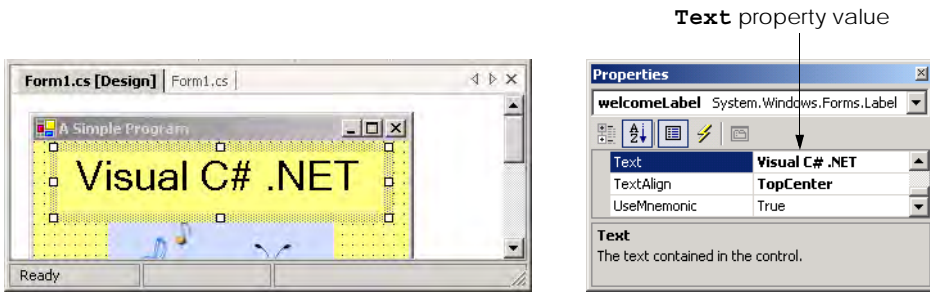 Text property value
Form1.cs [Design] Form1.cs
A Simple Program
Visual C# .NET
Ready
Properties
welcomeLabel System.Windows.Forms.Label
Text Visual C# .NET
TextAlign TopCenter
UseMnemonic True
Text
The text contained in the control.